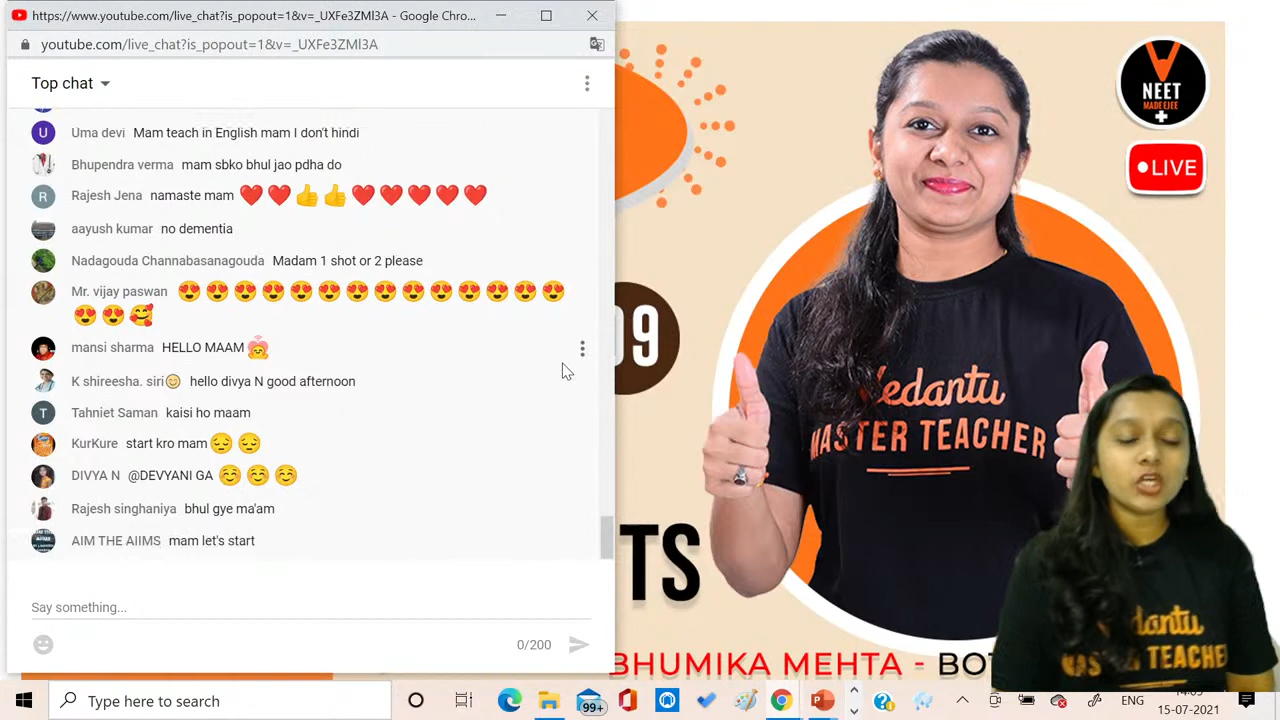 https://www.youtube.com/live_chat?is_popout=1&v=_UXFe3ZMl3A - Google Chro...
youtube.com/live_chat?is_popout=1&v=_UXFe3ZMl3A
Top chat
Uma devi Mam teach in English mam I don't hindi
Bhupendra verma mam sbko bhul jao pdha do
Rajesh Jena namaste mam ❤️❤️👍👍❤️❤️❤️❤️❤️
aayush kumar no dementia
Nadagouda Channabasanagouda Madam 1 shot or 2 please
Mr. vijay paswan 😍😍😍😍😍😍😍😍😍😍😍😍😍😍
😍😍🥰
mansi sharma HELLO MAAM
K shireesha. siri😊 hello divya N good afternoon
Tahniet Saman kaisi ho maam
KurKure start kro mam 😔😔
DIVYA N @DEVYANI GA ☺️☺️☺️
Rajesh singhaniya bhul gye ma'am
AIM THE AIIMS mam let's start
Say something...
0/200
U
R
T
NEET
MADE EJEE
LIVE
09
Vedantu
MASTER TEACHER
TS
BHUMIKA MEHTA - BOT
Vedantu
MASTER TEACHER
Type here to search
99+
ENG
14:05
15-07-2021